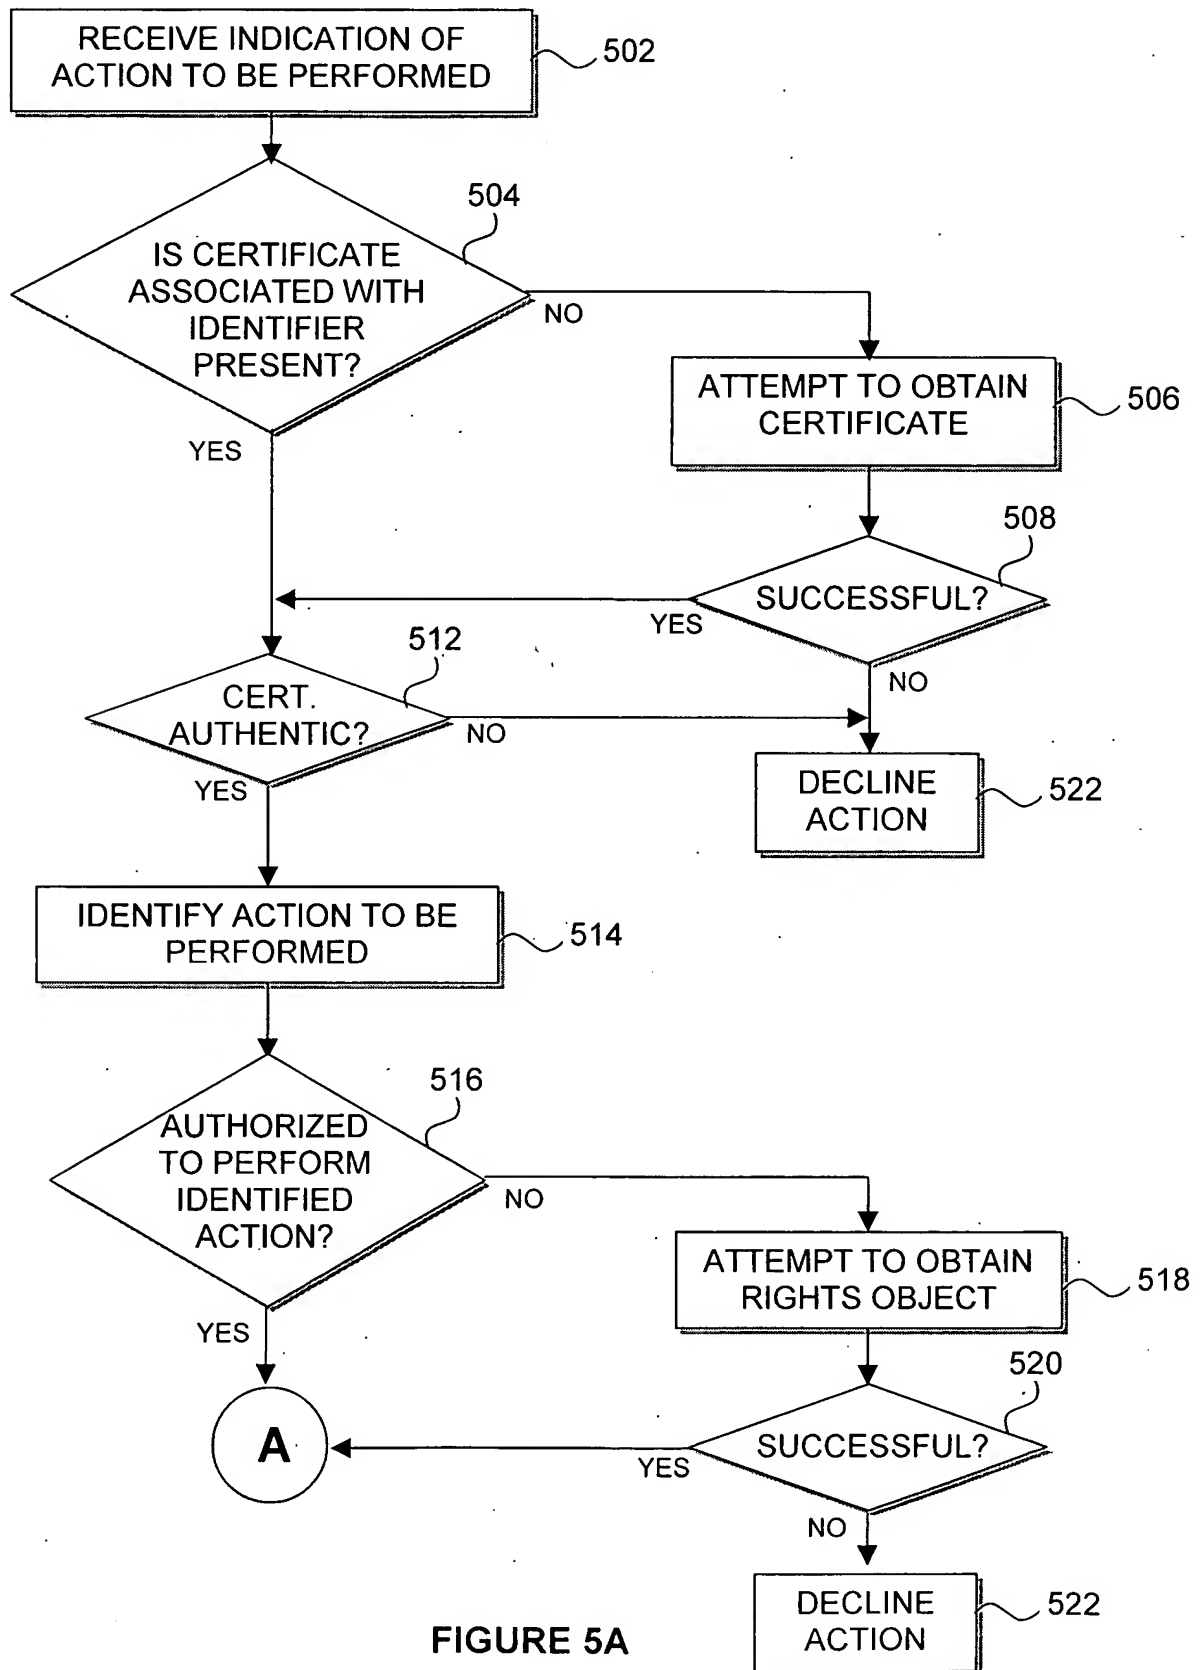 RECEIVE INDICATION OF
ACTION TO BE PERFORMED
502
504
IS CERTIFICATE
ASSOCIATED WITH
IDENTIFIER
PRESENT?
NO
YES
ATTEMPT TO OBTAIN
CERTIFICATE
506
508
SUCCESSFUL?
YES
NO
512
CERT.
AUTHENTIC?
NO
YES
DECLINE
ACTION
522
IDENTIFY ACTION TO BE
PERFORMED
514
516
AUTHORIZED
TO PERFORM
IDENTIFIED
ACTION?
NO
YES
ATTEMPT TO OBTAIN
RIGHTS OBJECT
518
520
SUCCESSFUL?
YES
NO
A
DECLINE
ACTION
522
FIGURE 5A